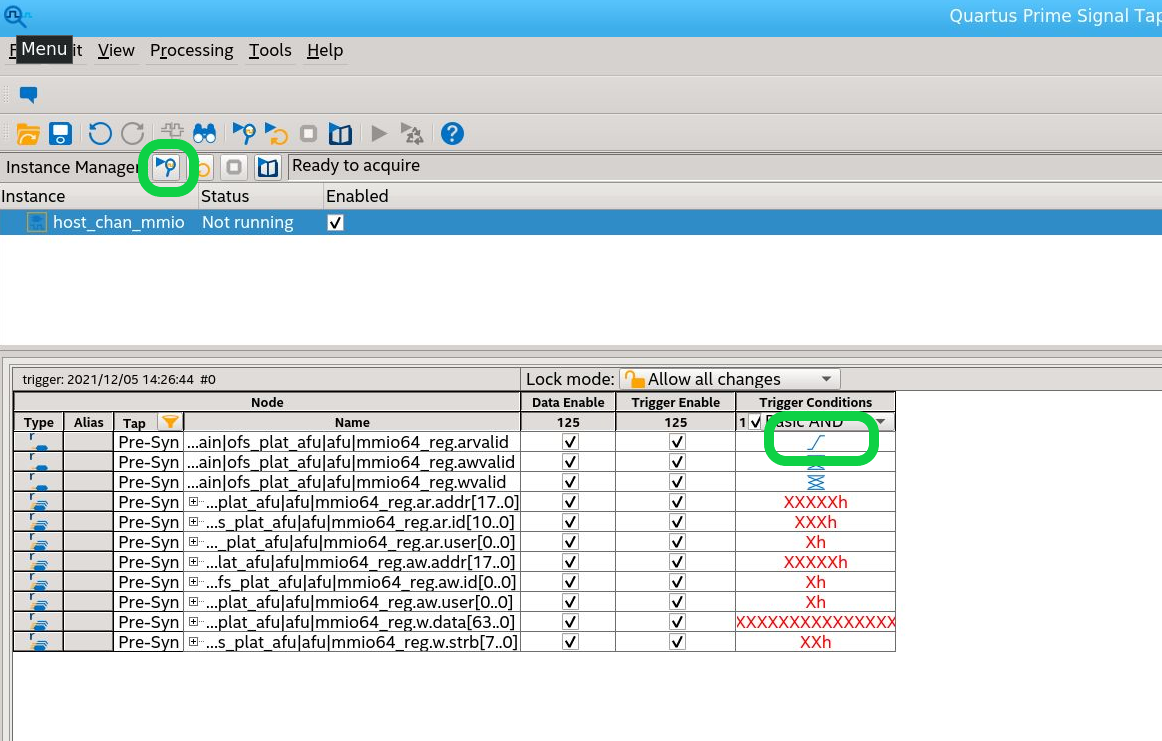 Quartus Prime Signal Tap
Menu it View Processing Tools Help
Instance Manager Ready to acquire
Instance Status Enabled
host_chan_mmio Not running
trigger: 2021/12/05 14:26:44 #0 Lock mode: Allow all changes
Node Data Enable Trigger Enable Trigger Conditions
Type Alias Tap Name 125 125 1 Basic AND
Pre-Syn ...ain|ofs_plat_afu|afu|mmio64_reg.arvalid
Pre-Syn ...ain|ofs_plat_afu|afu|mmio64_reg.awvalid
Pre-Syn ...ain|ofs_plat_afu|afu|mmio64_reg.wvalid
Pre-Syn ...plat_afu|afu|mmio64_reg.ar.addr[17..0] XXXXXh
Pre-Syn ...s_plat_afu|afu|mmio64_reg.ar.id[10..0] XXXh
Pre-Syn ..._plat_afu|afu|mmio64_reg.ar.user[0..0] Xh
Pre-Syn ...lat_afu|afu|mmio64_reg.aw.addr[17..0] XXXXXh
Pre-Syn ...fs_plat_afu|afu|mmio64_reg.aw.id[0..0] Xh
Pre-Syn ...plat_afu|afu|mmio64_reg.aw.user[0..0] Xh
Pre-Syn ...plat_afu|afu|mmio64_reg.w.data[63..0] XXXXXXXXXXXXXXX
Pre-Syn ...s_plat_afu|afu|mmio64_reg.w.strb[7..0] XXh